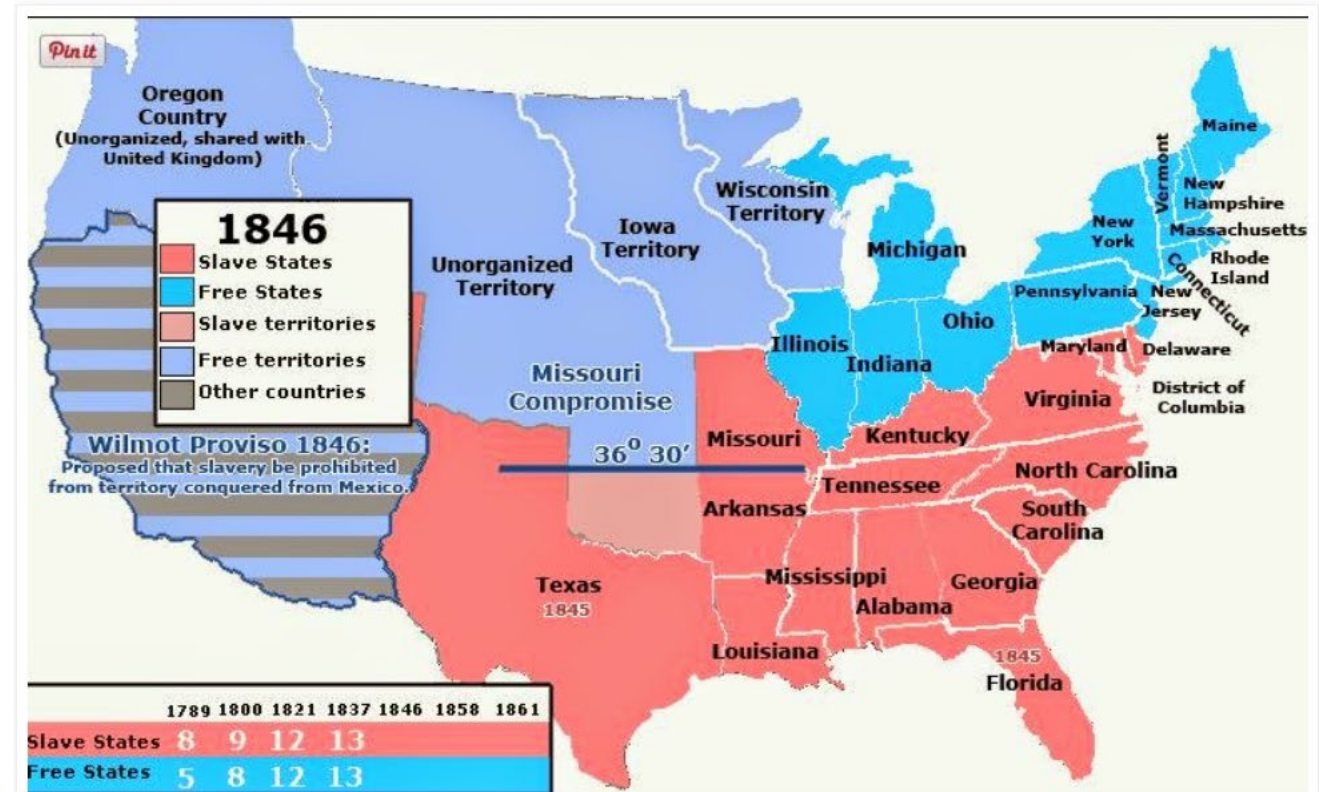 Pin it
Oregon
Country
(Unorganized, shared with
United Kingdom)
1846
Slave States
Free States
Slave territories
Free territories
Other countries
Wilmot Proviso 1846:
Proposed that slavery be prohibited
from territory conquered from Mexico.
Unorganized
Territory
Iowa
Territory
Wisconsin
Territory
Missouri
Compromise
36° 30′
Michigan
Illinois
Indiana
Ohio
Pennsylvania
New
York
Vermont
Maine
New
Hampshire
Massachusetts
Rhode
Island
Connecticut
New
Jersey
Maryland
Delaware
District of
Columbia
Virginia
Missouri
Kentucky
North Carolina
Tennessee
Arkansas
South
Carolina
Texas
1845
Mississippi
Alabama
Georgia
Louisiana
1845
Florida
1789 1800 1821 1837 1846 1858 1861
Slave States 8 9 12 13
Free States 5 8 12 13